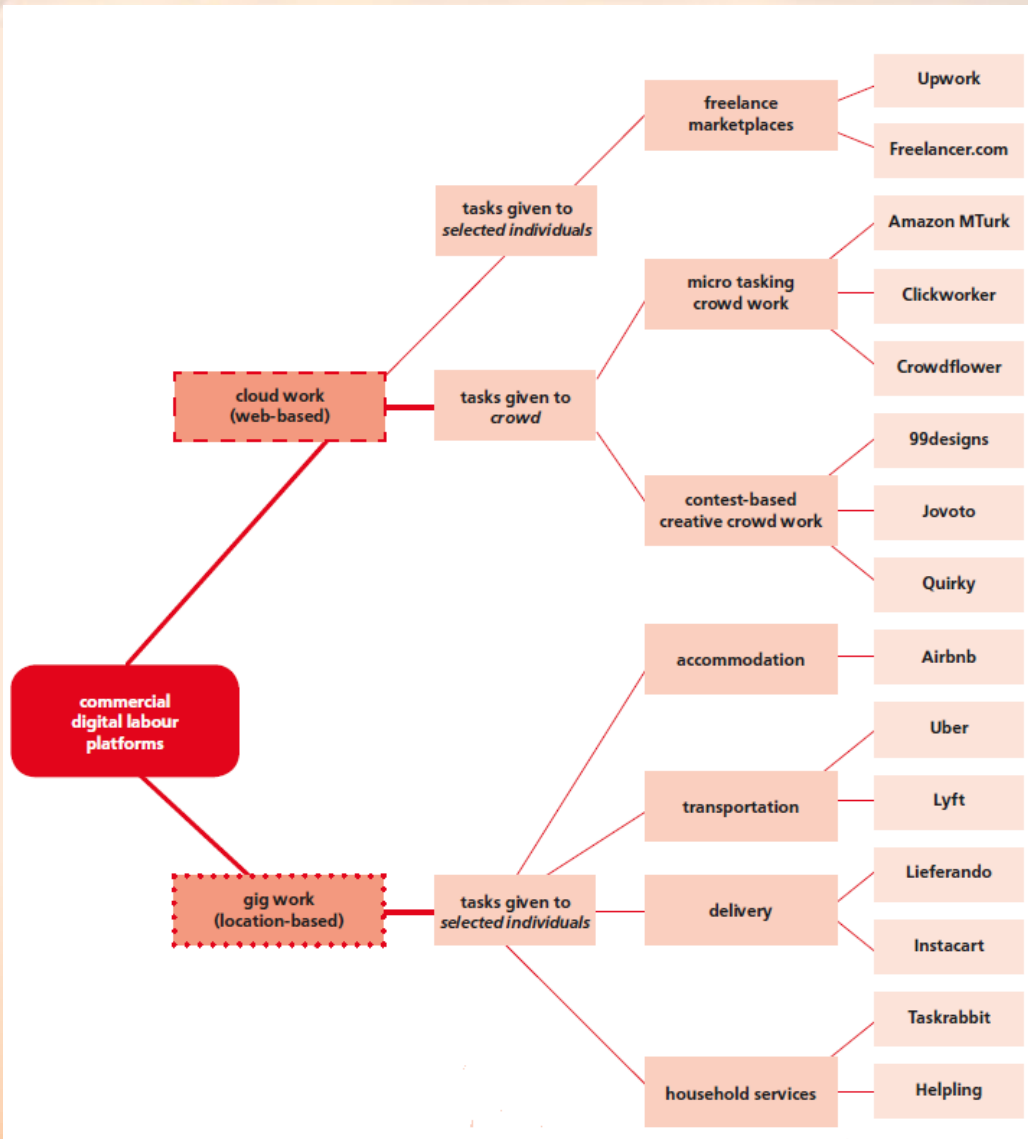 commercial
digital labour
platforms
cloud work
(web-based)
tasks given to
selected individuals
freelance
marketplaces
Upwork
Freelancer.com
tasks given to
crowd
micro tasking
crowd work
Amazon MTurk
Clickworker
Crowdflower
contest-based
creative crowd work
99designs
Jovoto
Quirky
gig work
(location-based)
tasks given to
selected individuals
accommodation
Airbnb
transportation
Uber
Lyft
delivery
Lieferando
Instacart
household services
Taskrabbit
Helpling